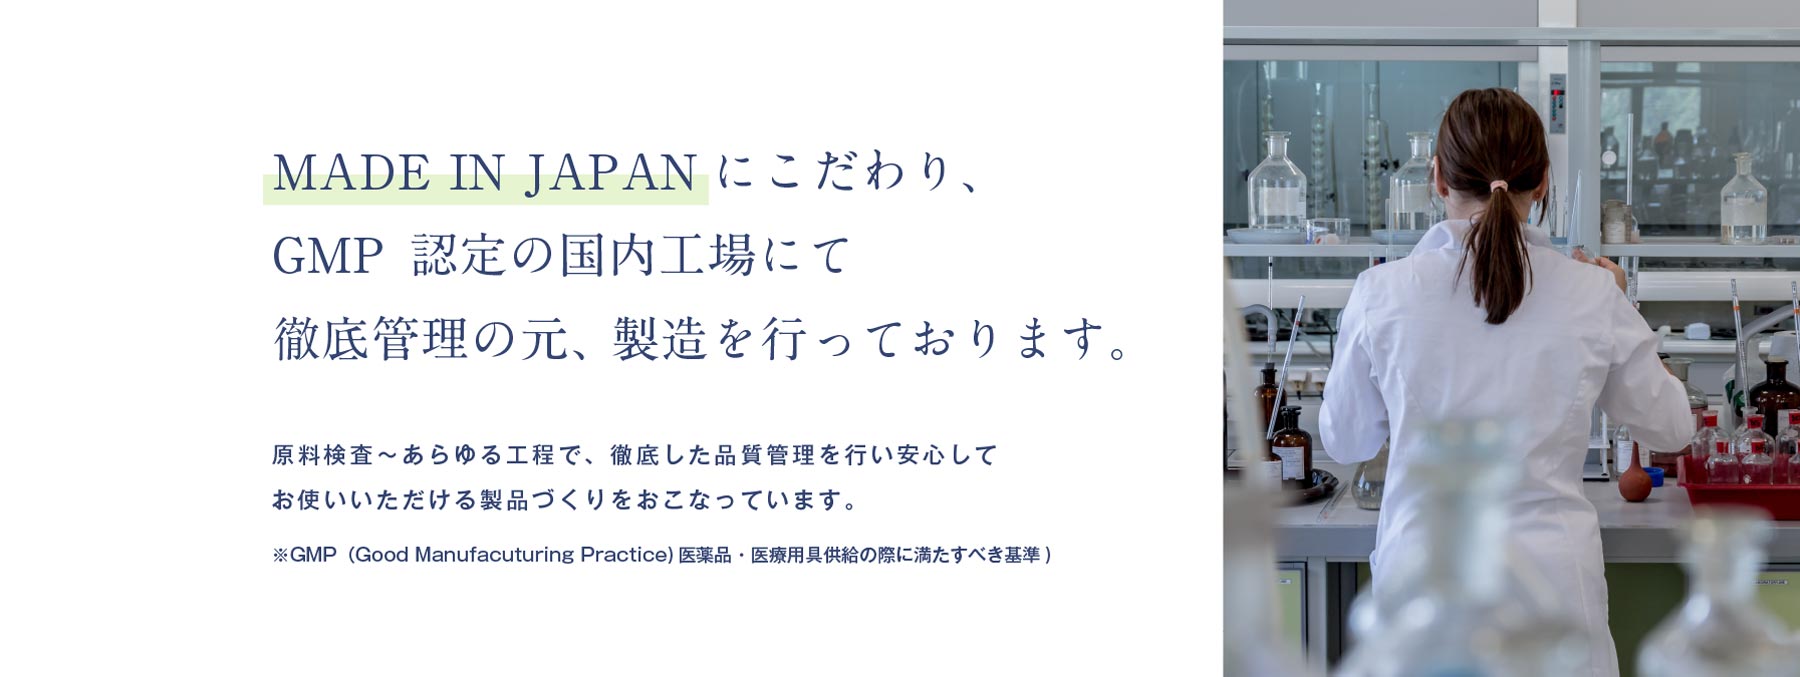 MADE IN JAPAN にこだわり、
GMP 認定の国内工場にて
徹底管理の元、製造を行っております。
原料検査～あらゆる工程で、徹底した品質管理を行い安心して
お使いいただける製品づくりをおこなっています。
※GMP（Good Manufacuturing Practice) 医薬品・医療用具供給の際に満たすべき基準 )